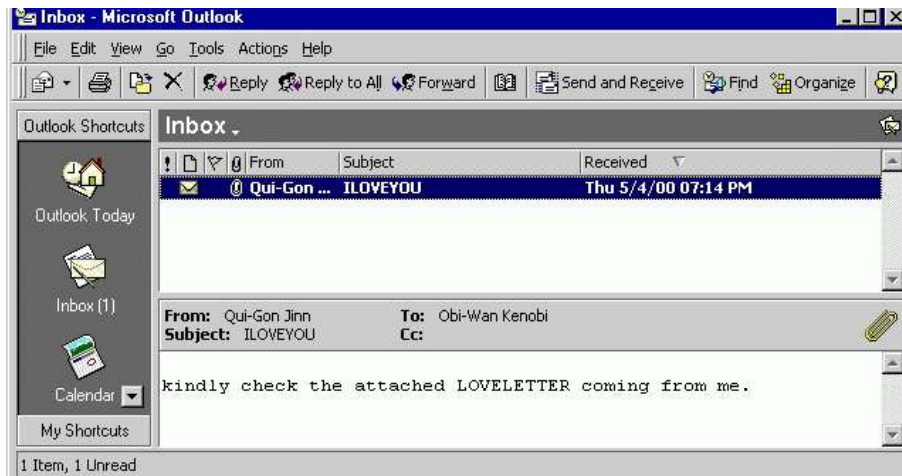 Inbox - Microsoft Outlook
File Edit View Go Tools Actions Help
Reply Reply to All Forward Send and Receive Find Organize
Outlook Shortcuts
Inbox
! From Subject Received
Qui-Gon ... ILOVEYOU Thu 5/4/00 07:14 PM
Outlook Today
Inbox (1)
Calendar
My Shortcuts
From: Qui-Gon Jinn To: Obi-Wan Kenobi
Subject: ILOVEYOU Cc:
kindly check the attached LOVELETTER coming from me.
1 Item, 1 Unread